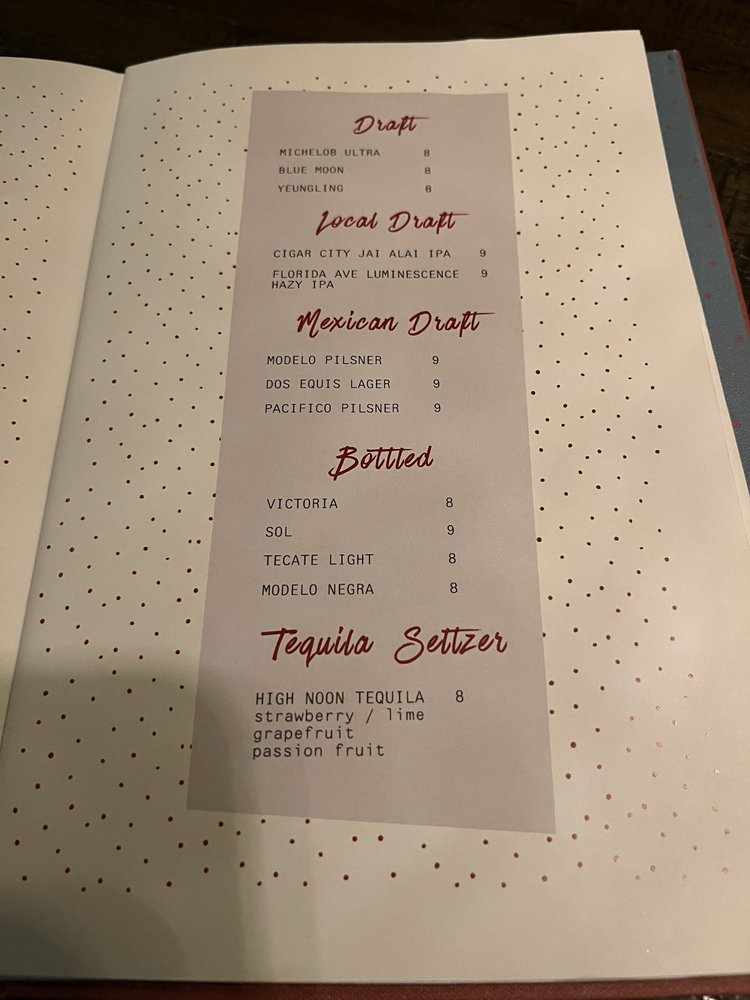 Draft
MICHELOB ULTRA 8
BLUE MOON 8
YEUNGLING 8
Local Draft
CIGAR CITY JAI ALAI IPA 9
FLORIDA AVE LUMINESCENCE 9
HAZY IPA
Mexican Draft
MODELO PILSNER 9
DOS EQUIS LAGER 9
PACIFICO PILSNER 9
Bottled
VICTORIA 8
SOL 9
TECATE LIGHT 8
MODELO NEGRA 8
Tequila Seltzer
HIGH NOON TEQUILA 8
strawberry / lime
grapefruit
passion fruit